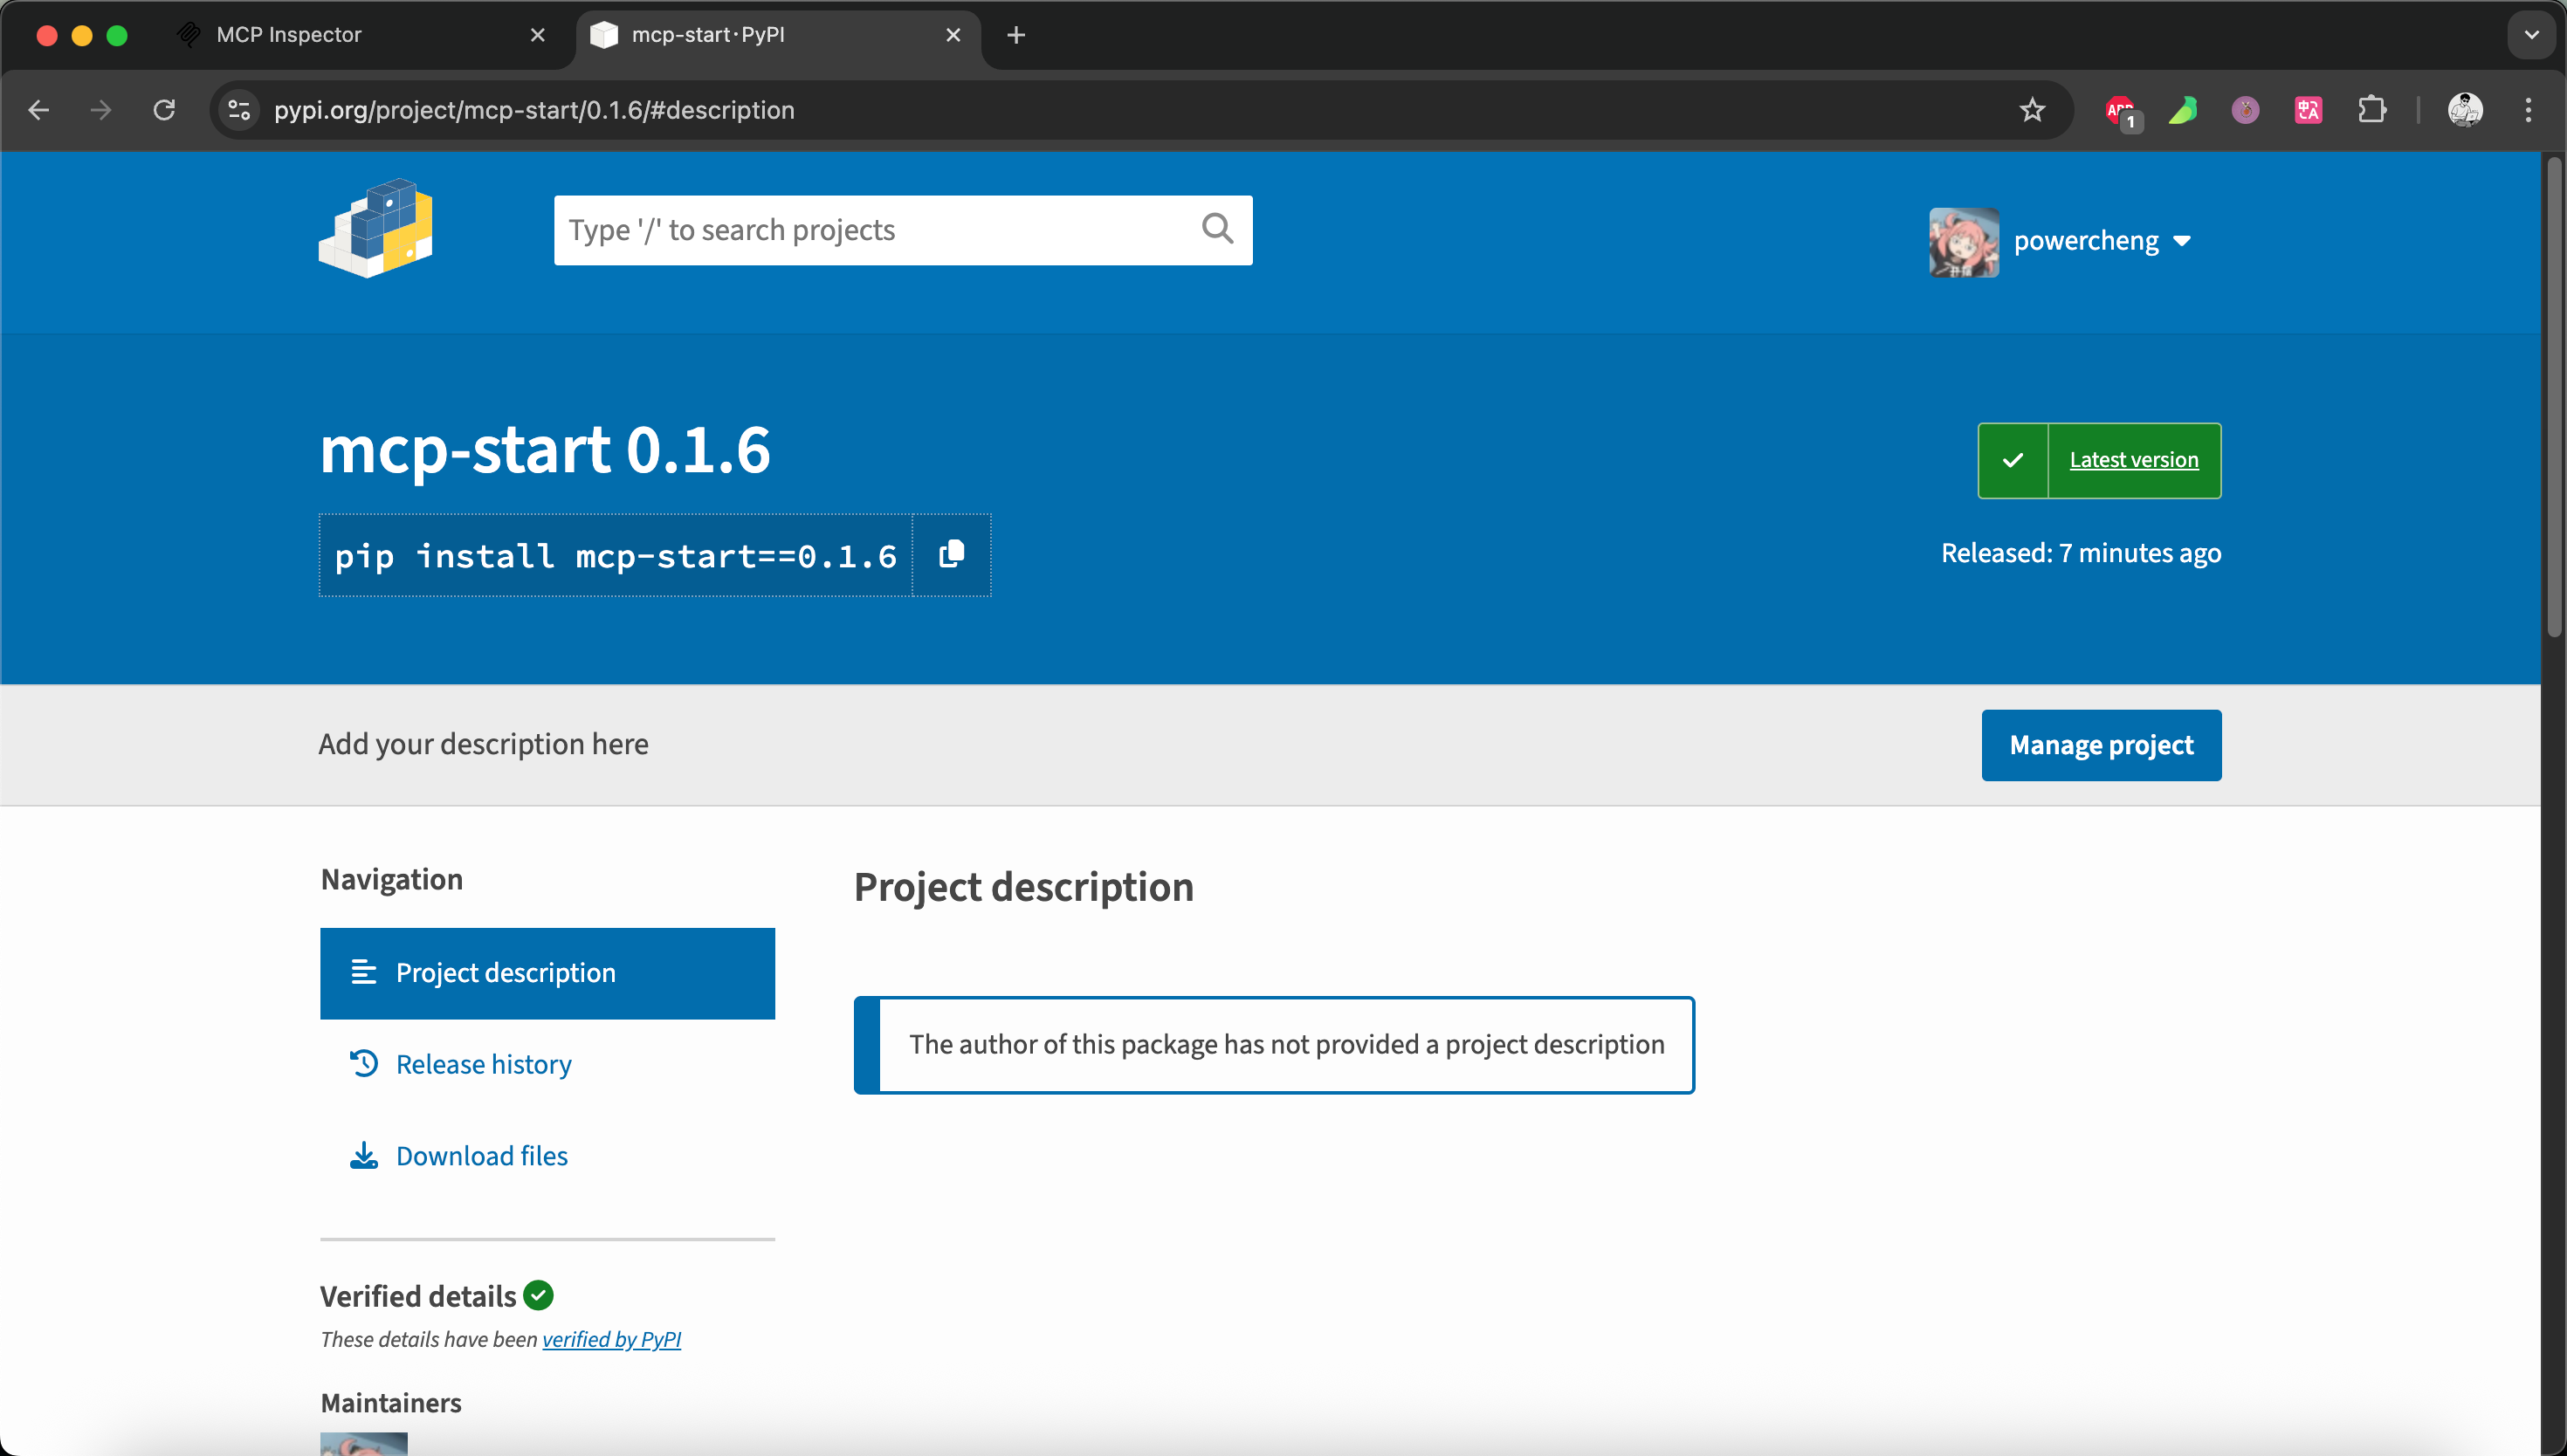 MCP Inspector
mcp-start · PyPI
pypi.org/project/mcp-start/0.1.6/#description
ABP
1
Type '/' to search projects
powercheng
mcp-start 0.1.6
pip install mcp-start==0.1.6
Latest version
Released: 7 minutes ago
Add your description here
Manage project
Navigation
Project description
Release history
Download files
Project description
The author of this package has not provided a project description
Verified details
These details have been verified by PyPI
Maintainers